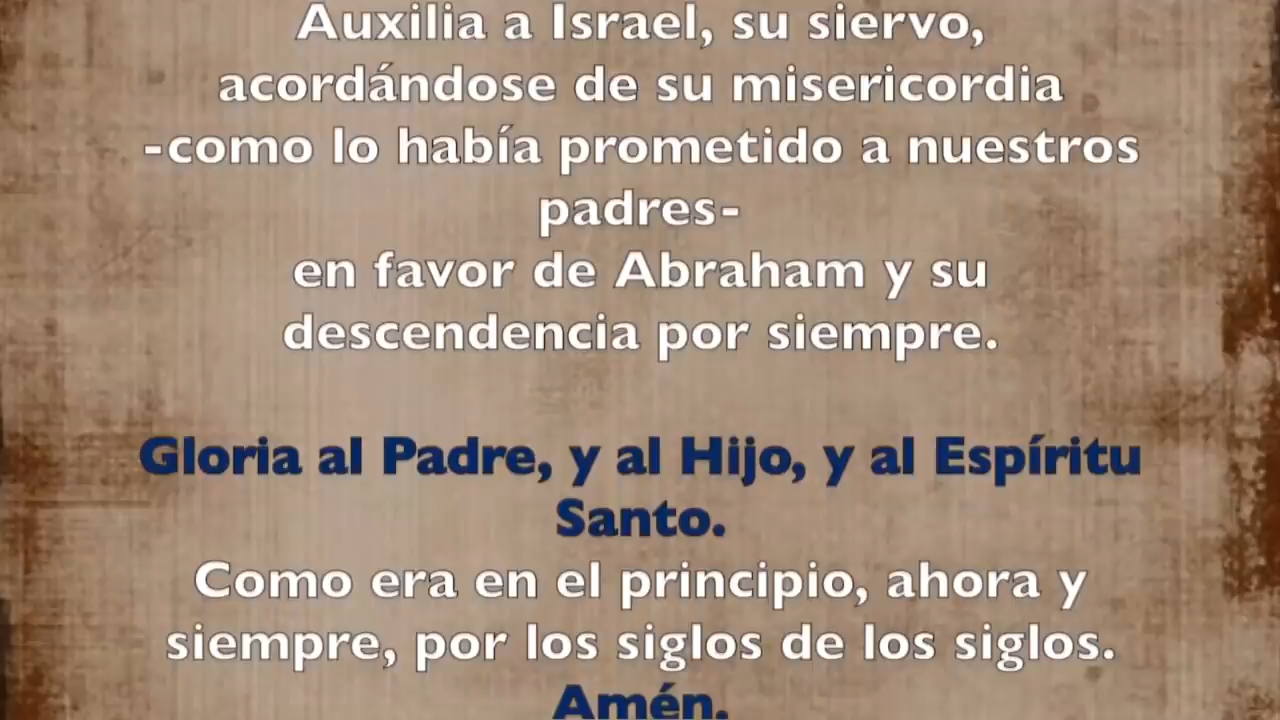 Auxilia a Israel, su siervo,
acordándose de su misericordia
-como lo había prometido a nuestros
padres-
en favor de Abraham y su
descendencia por siempre.
Gloria al Padre, y al Hijo, y al Espíritu
Santo.
Como era en el principio, ahora y
siempre, por los siglos de los siglos.
Amén.